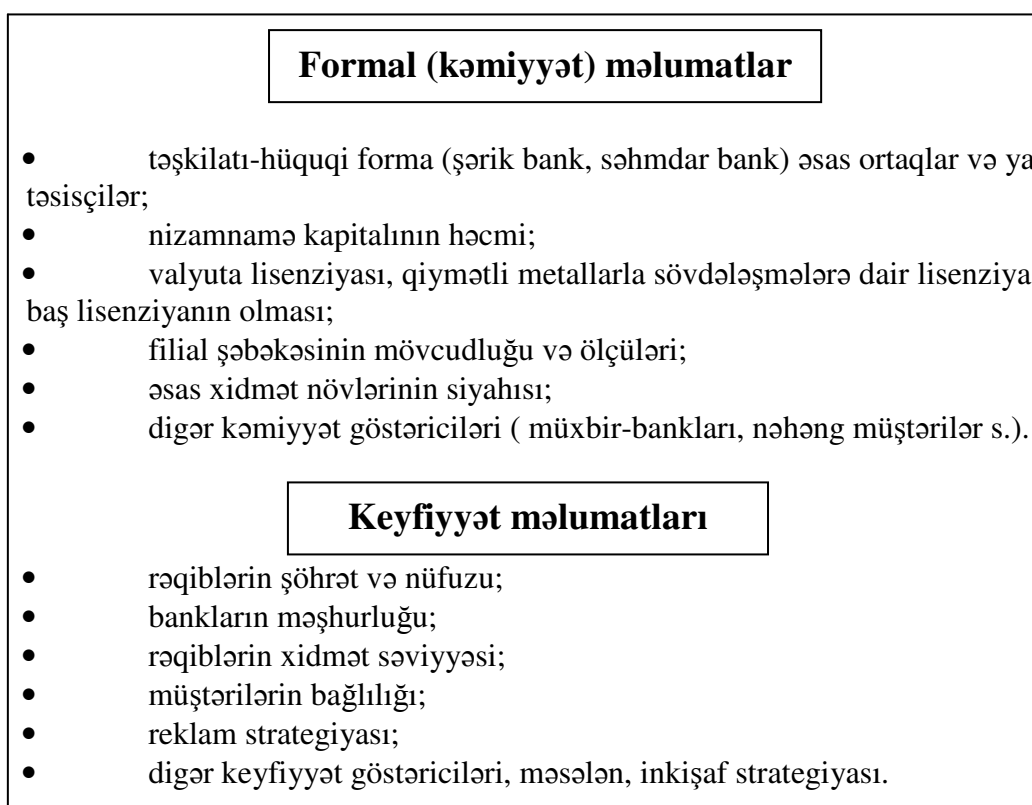 Formal (kəmiyyət) məlumatlar
• təşkilatı-hüquqi forma (şərik bank, səhmdar bank) əsas ortaqlar və ya
təsisçilər;
• nizamnamə kapitalının həcmi;
• valyuta lisenziyası, qiymətli metallarla sövdələşmələrə dair lisenziya
baş lisenziyanın olması;
• filial şəbəkəsinin mövcudluğu və ölçüləri;
• əsas xidmət növlərinin siyahısı;
• digər kəmiyyət göstəriciləri ( müxbir-bankları, nəhəng müştərilər s.).
Keyfiyyət məlumatları
• rəqiblərin şöhrət və nüfuzu;
• bankların məşhurluğu;
• rəqiblərin xidmət səviyyəsi;
• müştərilərin bağlılığı;
• reklam strategiyası;
• digər keyfiyyət göstəriciləri, məsələn, inkişaf strategiyası.